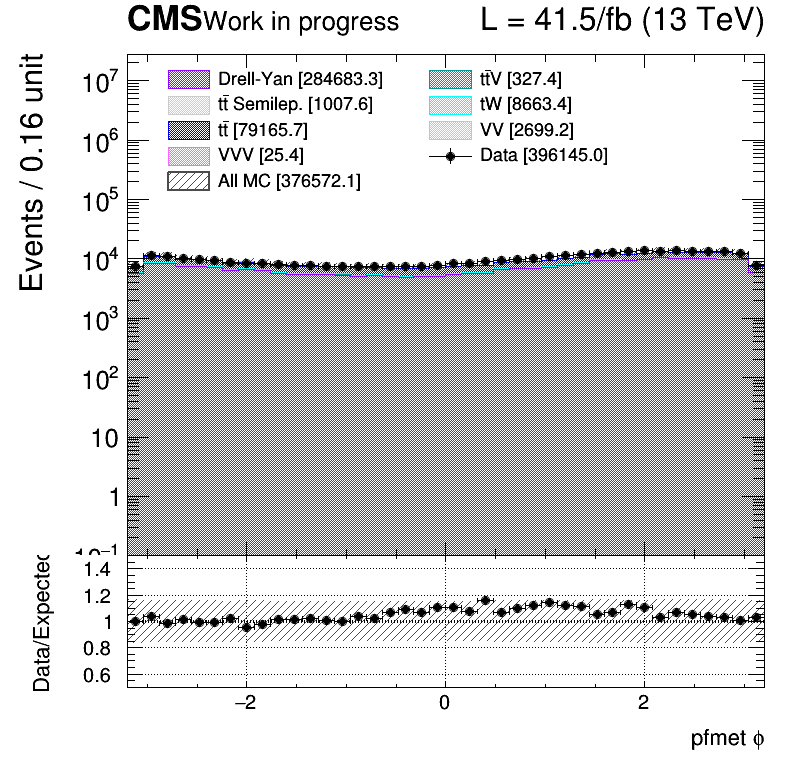 CMS Work in progress L = 41.5/fb (13 TeV)
Events / 0.16 unit
10⁷
10⁶
10⁵
10⁴
10³
10²
10
1
10⁻¹
Drell-Yan [284683.3]
tt̄ Semilep. [1007.6]
tt̄ [79165.7]
VVV [25.4]
All MC [376572.1]
tt̄V [327.4]
tW [8663.4]
VV [2699.2]
Data [396145.0]
Data/Expected
1.4
1.2
1
0.8
0.6
−2 0 2
pfmet ϕ